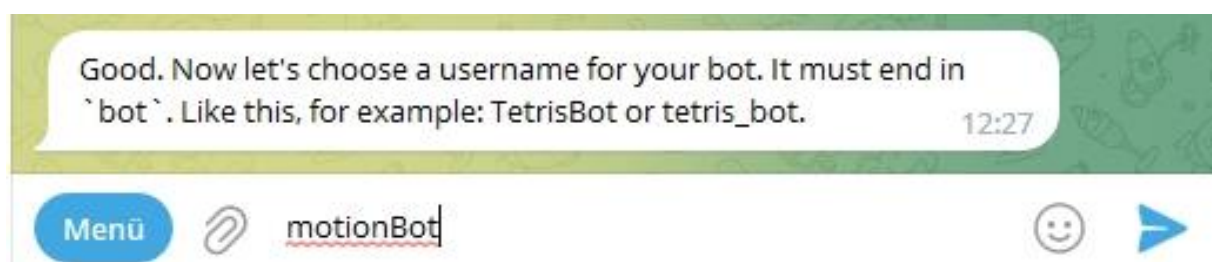 Good. Now let's choose a username for your bot. It must end in
`bot`. Like this, for example: TetrisBot or tetris_bot.
12:27
Menü
motionBot